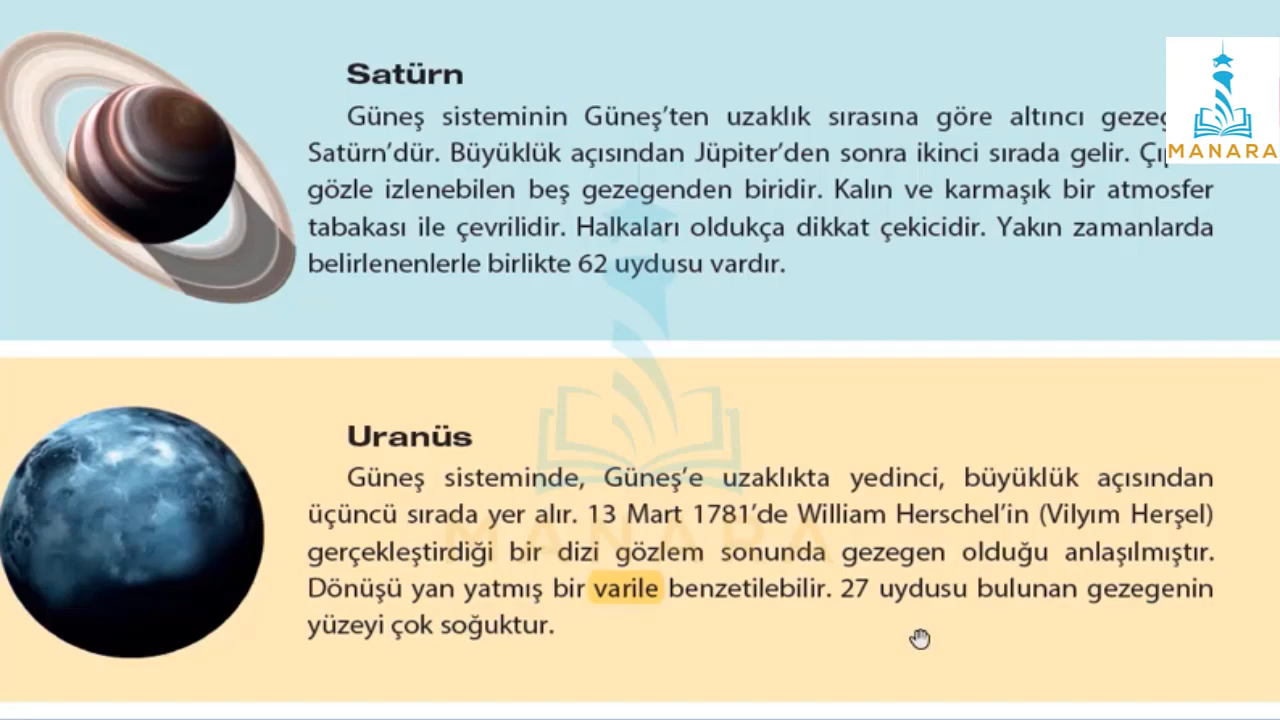 Satürn
Güneş sisteminin Güneş’ten uzaklık sırasına göre altıncı
Satürn’dür. Büyüklük açısından Jüpiter’den sonra ikinci sırada gelir.
gözle izlenebilen beş gezegenden biridir. Kalın ve karmaşık bir atmosfer
tabakası ile çevrilidir. Halkaları oldukça dikkat çekicidir. Yakın zamanlarda
belirlenenlerle birlikte 62 uydusu vardır.
MANARA
Uranüs
Güneş sisteminde, Güneş’e uzaklıkta yedinci, büyüklük açısından
üçüncü sırada yer alır. 13 Mart 1781’de William Herschel’in (Vilyım Herşel)
gerçekleştirdiği bir dizi gözlem sonunda gezegen olduğu anlaşılmıştır.
Dönüşü yan yatmış bir varile benzetilebilir. 27 uydusu bulunan gezegenin
yüzeyi çok soğuktur.
MANARA